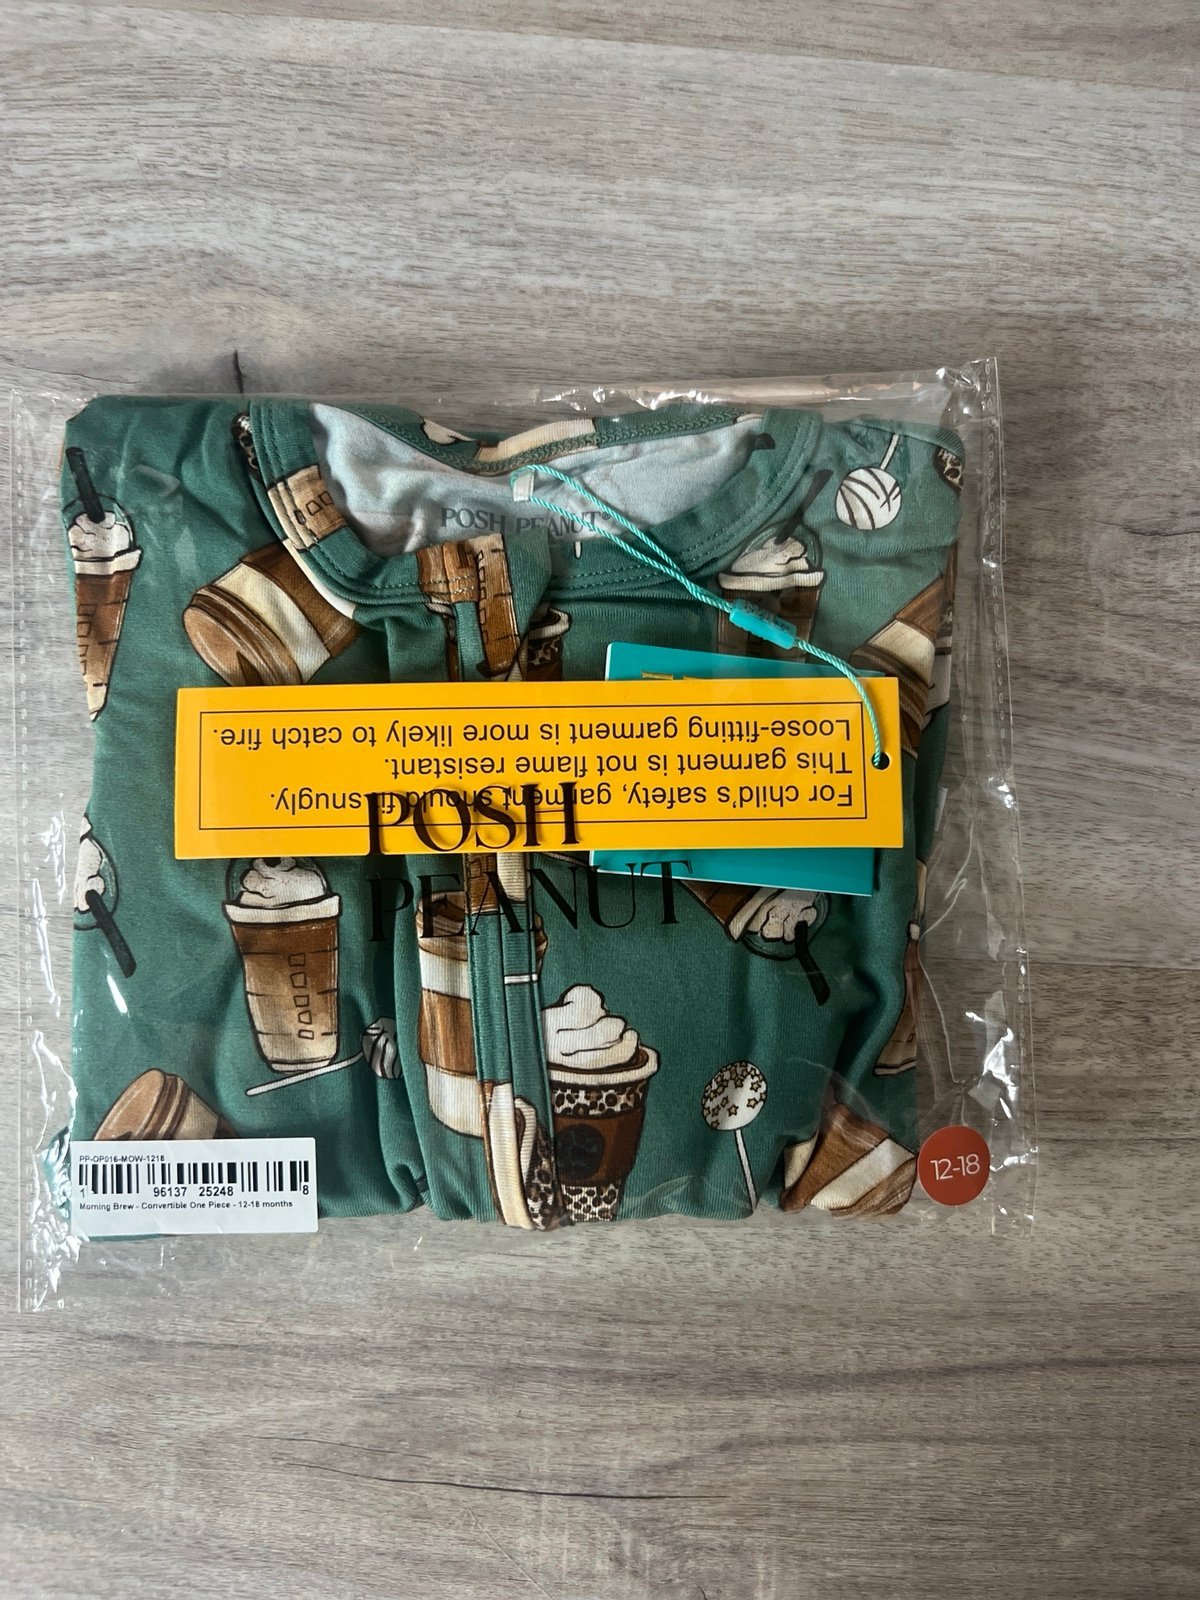 POSH PEANUT®
For child's safety, garment should fit snugly.
This garment is not flame resistant.
Loose-fitting garment is more likely to catch fire.
POSH
PEANUT
PP-OP016-MOW-1218
1 96137 25248 8
Morning Brew - Convertible One Piece - 12-18 months
12-18